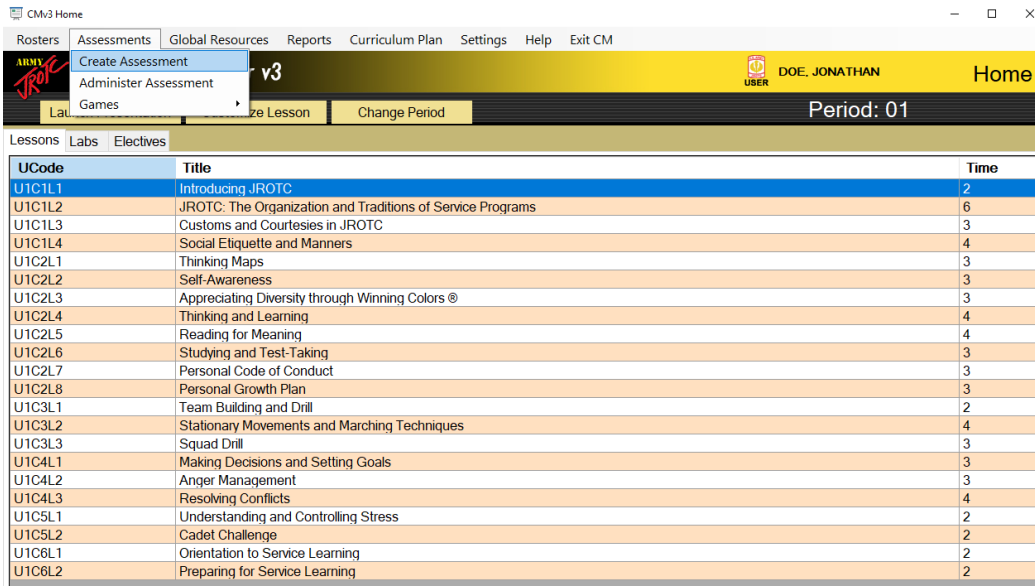 CMv3 Home
Rosters Assessments Global Resources Reports Curriculum Plan Settings Help Exit CM
Create Assessment
Administer Assessment
Games
ARMY
JROTC
v3
USER
DOE, JONATHAN
Home
Lesson
Change Period
Period: 01
Lessons Labs Electives
UCode Title Time
U1C1L1 Introducing JROTC 2
U1C1L2 JROTC: The Organization and Traditions of Service Programs 6
U1C1L3 Customs and Courtesies in JROTC 3
U1C1L4 Social Etiquette and Manners 4
U1C2L1 Thinking Maps 3
U1C2L2 Self-Awareness 3
U1C2L3 Appreciating Diversity through Winning Colors ® 3
U1C2L4 Thinking and Learning 4
U1C2L5 Reading for Meaning 4
U1C2L6 Studying and Test-Taking 3
U1C2L7 Personal Code of Conduct 3
U1C2L8 Personal Growth Plan 3
U1C3L1 Team Building and Drill 2
U1C3L2 Stationary Movements and Marching Techniques 4
U1C3L3 Squad Drill 3
U1C4L1 Making Decisions and Setting Goals 3
U1C4L2 Anger Management 3
U1C4L3 Resolving Conflicts 4
U1C5L1 Understanding and Controlling Stress 2
U1C5L2 Cadet Challenge 2
U1C6L1 Orientation to Service Learning 2
U1C6L2 Preparing for Service Learning 2